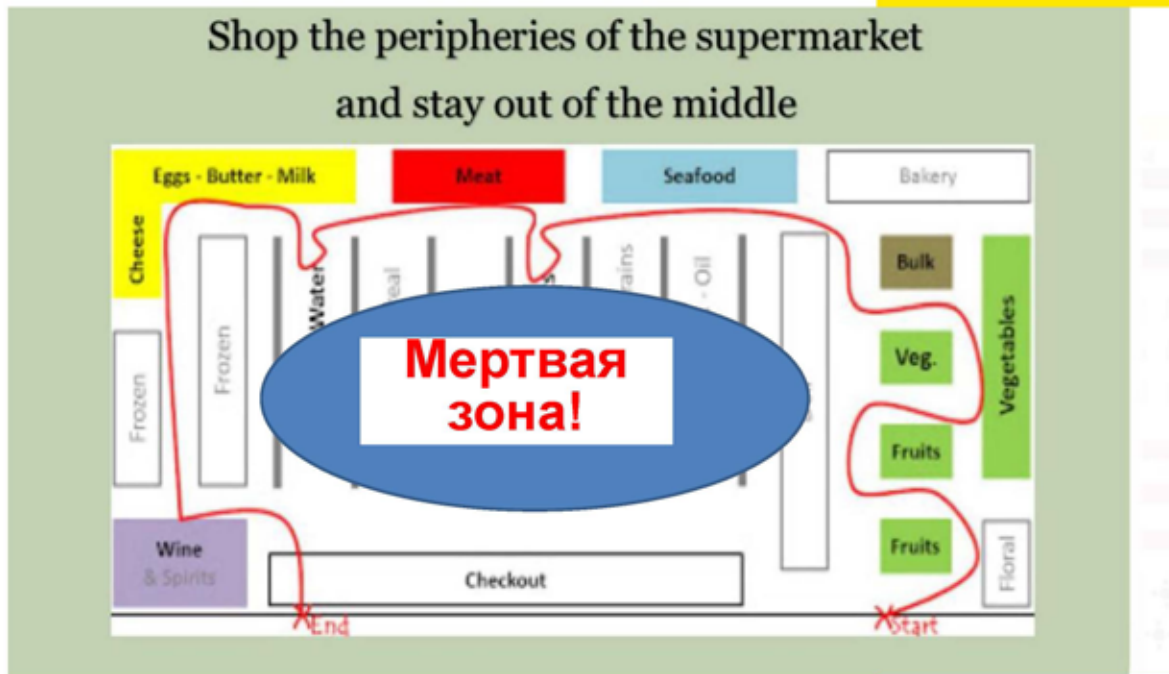 Shop the peripheries of the supermarket
and stay out of the middle
Eggs - Butter - Milk
Meat
Seafood
Bakery
Cheese
Frozen
Frozen
Water
Oil
Bulk
Veg.
Fruits
Fruits
Vegetables
Floral
Мертвая
зона!
Wine
& Spirits
Checkout
End
Start